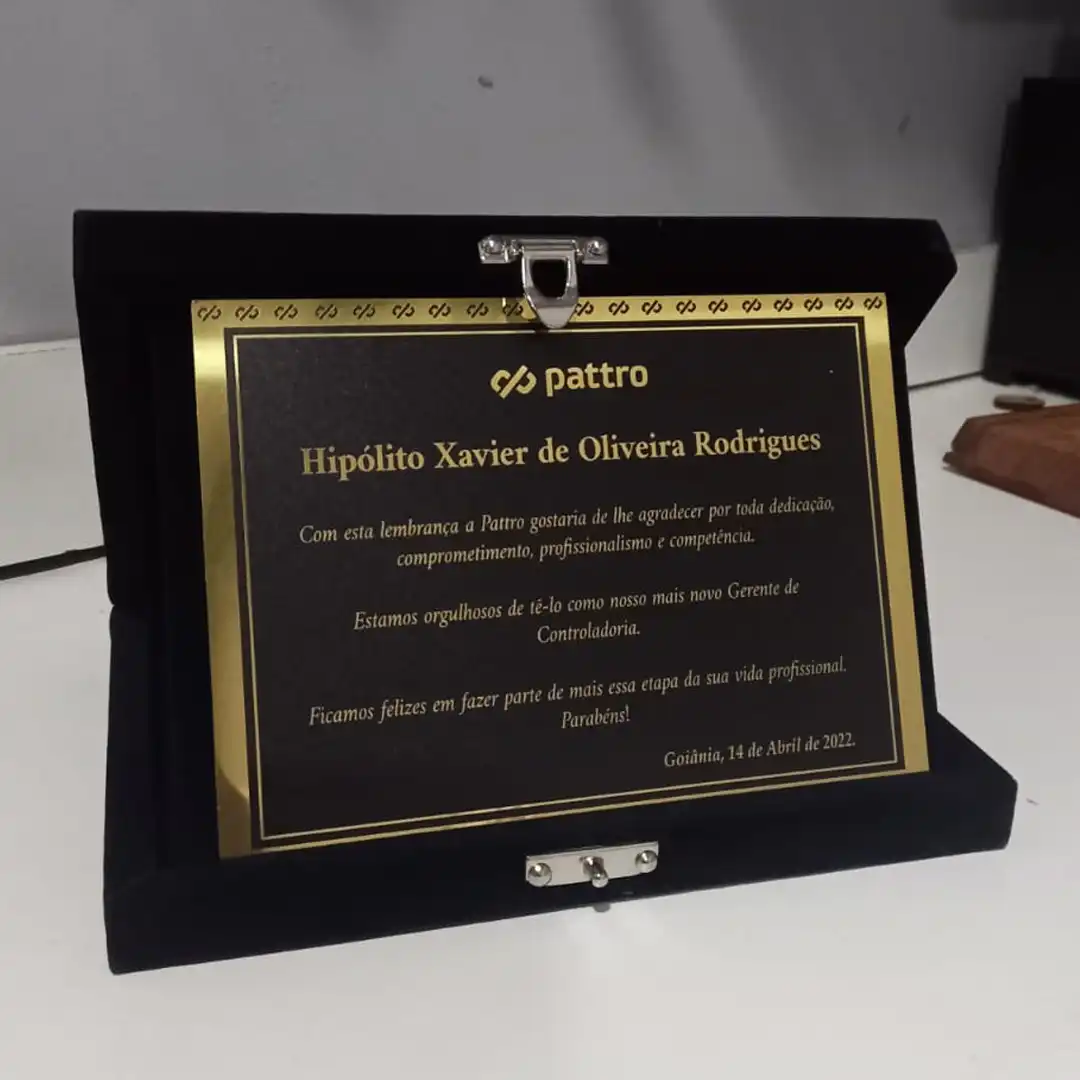 pattro
Hipólito Xavier de Oliveira Rodrigues
Com esta lembrança a Pattro gostaria de lhe agradecer por toda dedicação,
comprometimento, profissionalismo e competência.
Estamos orgulhosos de tê-lo como nosso mais novo Gerente de
Controladoria.
Ficamos felizes em fazer parte de mais essa etapa da sua vida profissional.
Parabéns!
Goiânia, 14 de Abril de 2022.